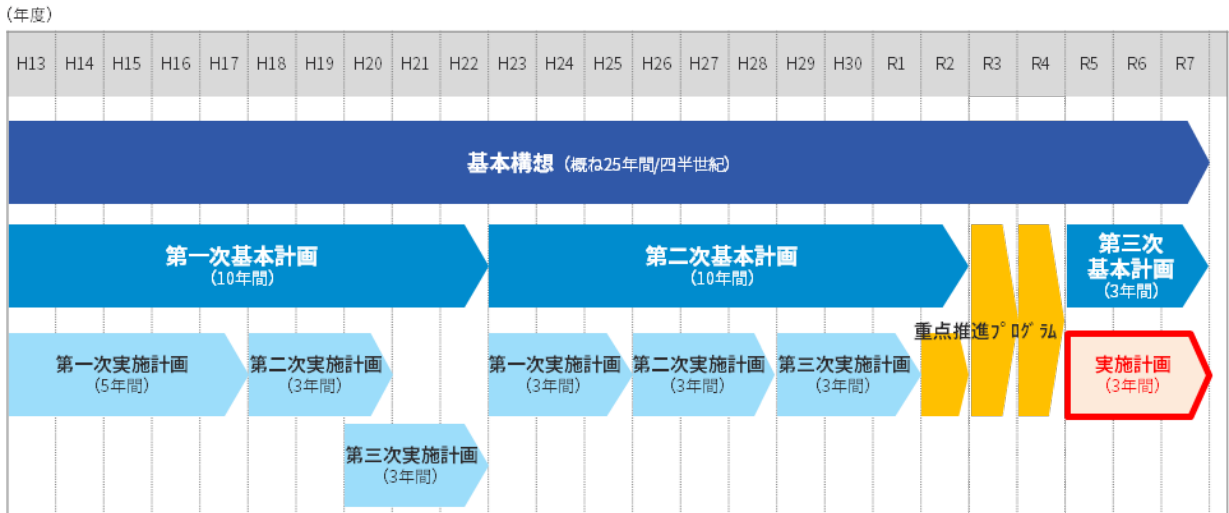 (年度)
H13 H14 H15 H16 H17 H18 H19 H20 H21 H22 H23 H24 H25 H26 H27 H28 H29 H30 R1 R2 R3 R4 R5 R6 R7
基本構想（概ね25年間/四半世紀)
第一次基本計画
(10年間)
第二次基本計画
(10年間)
第三次
基本計画
(3年間)
重点推進ﾌﾟﾛｸﾞﾗﾑ
第一次実施計画
(5年間)
第二次実施計画
(3年間)
第一次実施計画
(3年間)
第二次実施計画
(3年間)
第三次実施計画
(3年間)
実施計画
(3年間)
第三次実施計画
(3年間)